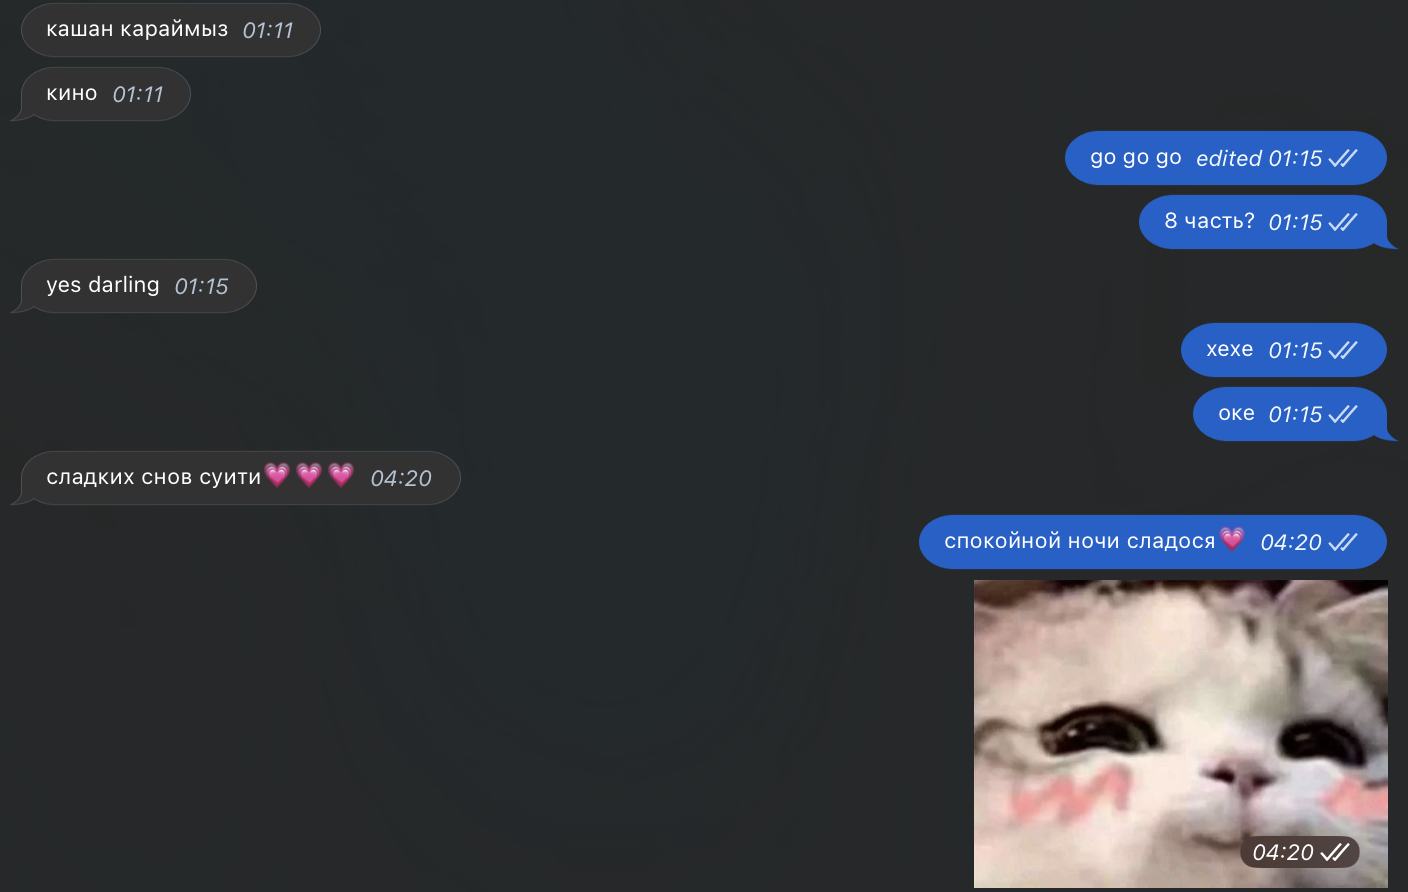 кашан караймыз 01:11
кино 01:11
go go go edited 01:15
8 часть? 01:15
yes darling 01:15
хехе 01:15
оке 01:15
сладких снов суити💗💗💗 04:20
спокойной ночи сладося💗 04:20
04:20